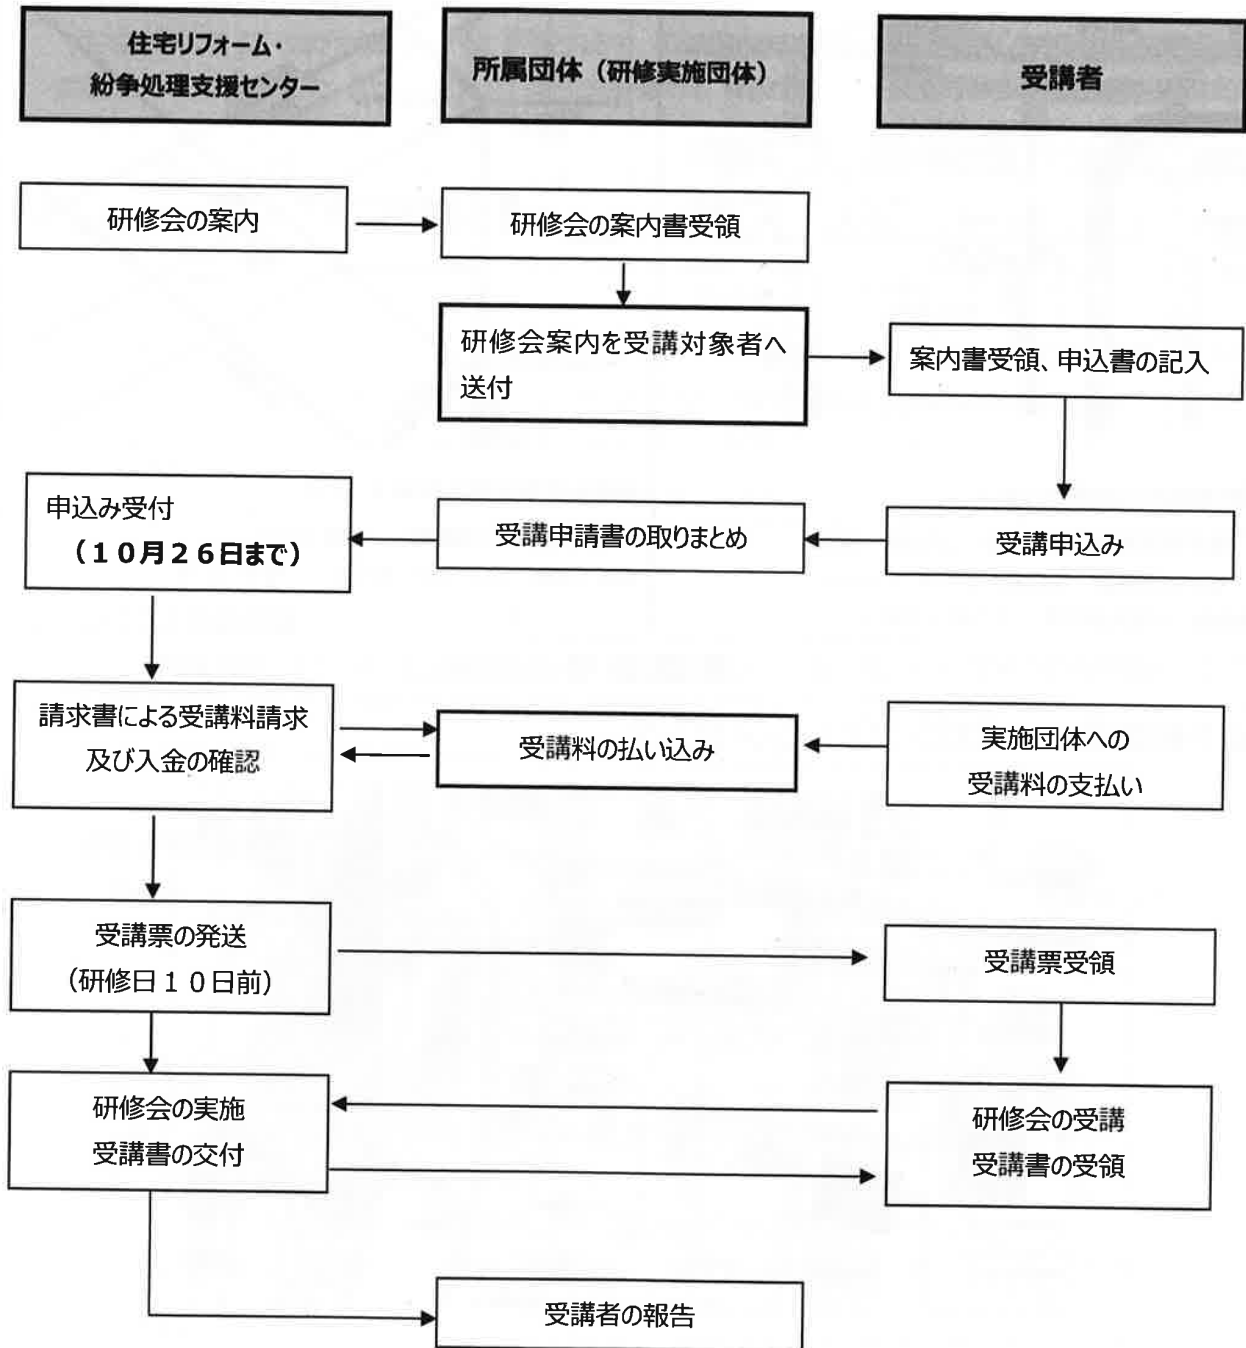 住宅リフォーム・
紛争処理支援センター
所属団体（研修実施団体）
受講者
研修会の案内
研修会の案内書受領
研修会案内を受講対象者へ
送付
案内書受領、申込書の記入
申込み受付
（１０月２６日まで）
受講申請書の取りまとめ
受講申込み
請求書による受講料請求
及び入金の確認
受講料の払い込み
実施団体への
受講料の支払い
受講票の発送
（研修日１０日前）
受講票受領
研修会の実施
受講書の交付
研修会の受講
受講書の受領
受講者の報告